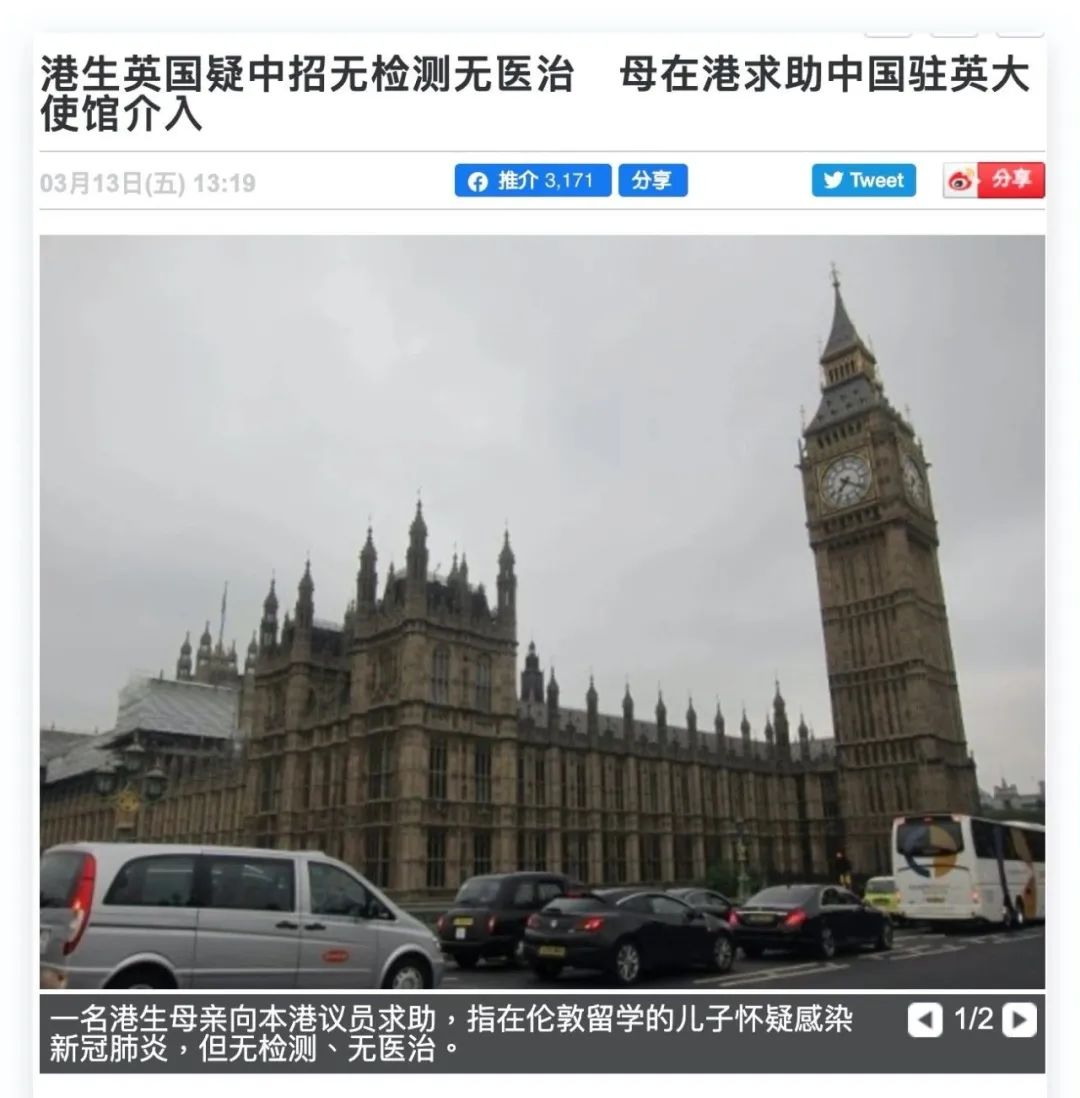 港生英国疑中招无检测无医治　母在港求助中国驻英大
使馆介入
03月13日(五) 13:19
推介 3,171
分享
Tweet
分享
一名港生母亲向本港议员求助，指在伦敦留学的儿子怀疑感染
新冠肺炎，但无检测、无医治。
1/2